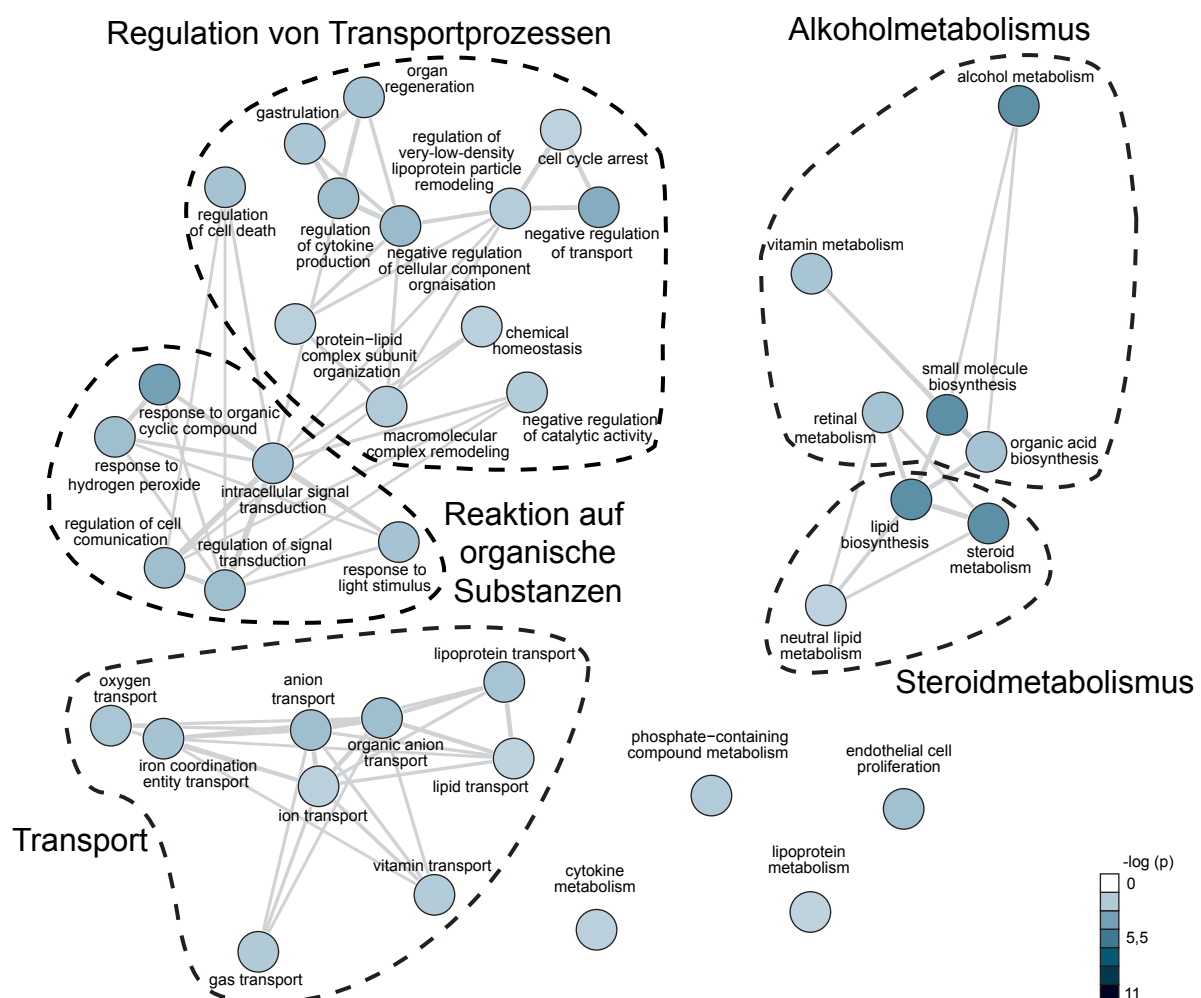 Regulation von Transportprozessen
Alkoholmetabolismus
organ
regeneration
gastrulation
regulation of
very-low-density
lipoprotein particle
remodeling
cell cycle arrest
regulation
of cell death
regulation
of cytokine
production
negative regulation
of cellular component
orgnaisation
negative regulation
of transport
protein−lipid
complex subunit
organization
chemical
homeostasis
macromolecular
complex remodeling
negative regulation
of catalytic activity
response to organic
cyclic compound
response to
hydrogen peroxide
intracellular signal
transduction
regulation of cell
comunication
regulation of signal
transduction
response to
light stimulus
Reaktion auf
organische
Substanzen
alcohol metabolism
vitamin metabolism
small molecule
biosynthesis
retinal
metabolism
organic acid
biosynthesis
lipid
biosynthesis
steroid
metabolism
neutral lipid
metabolism
Steroidmetabolismus
lipoprotein transport
oxygen
transport
anion
transport
iron coordination
entity transport
organic anion
transport
lipid transport
ion transport
Transport
vitamin transport
gas transport
phosphate−containing
compound metabolism
endothelial cell
proliferation
cytokine
metabolism
lipoprotein
metabolism
-log (p)
0
5,5
11